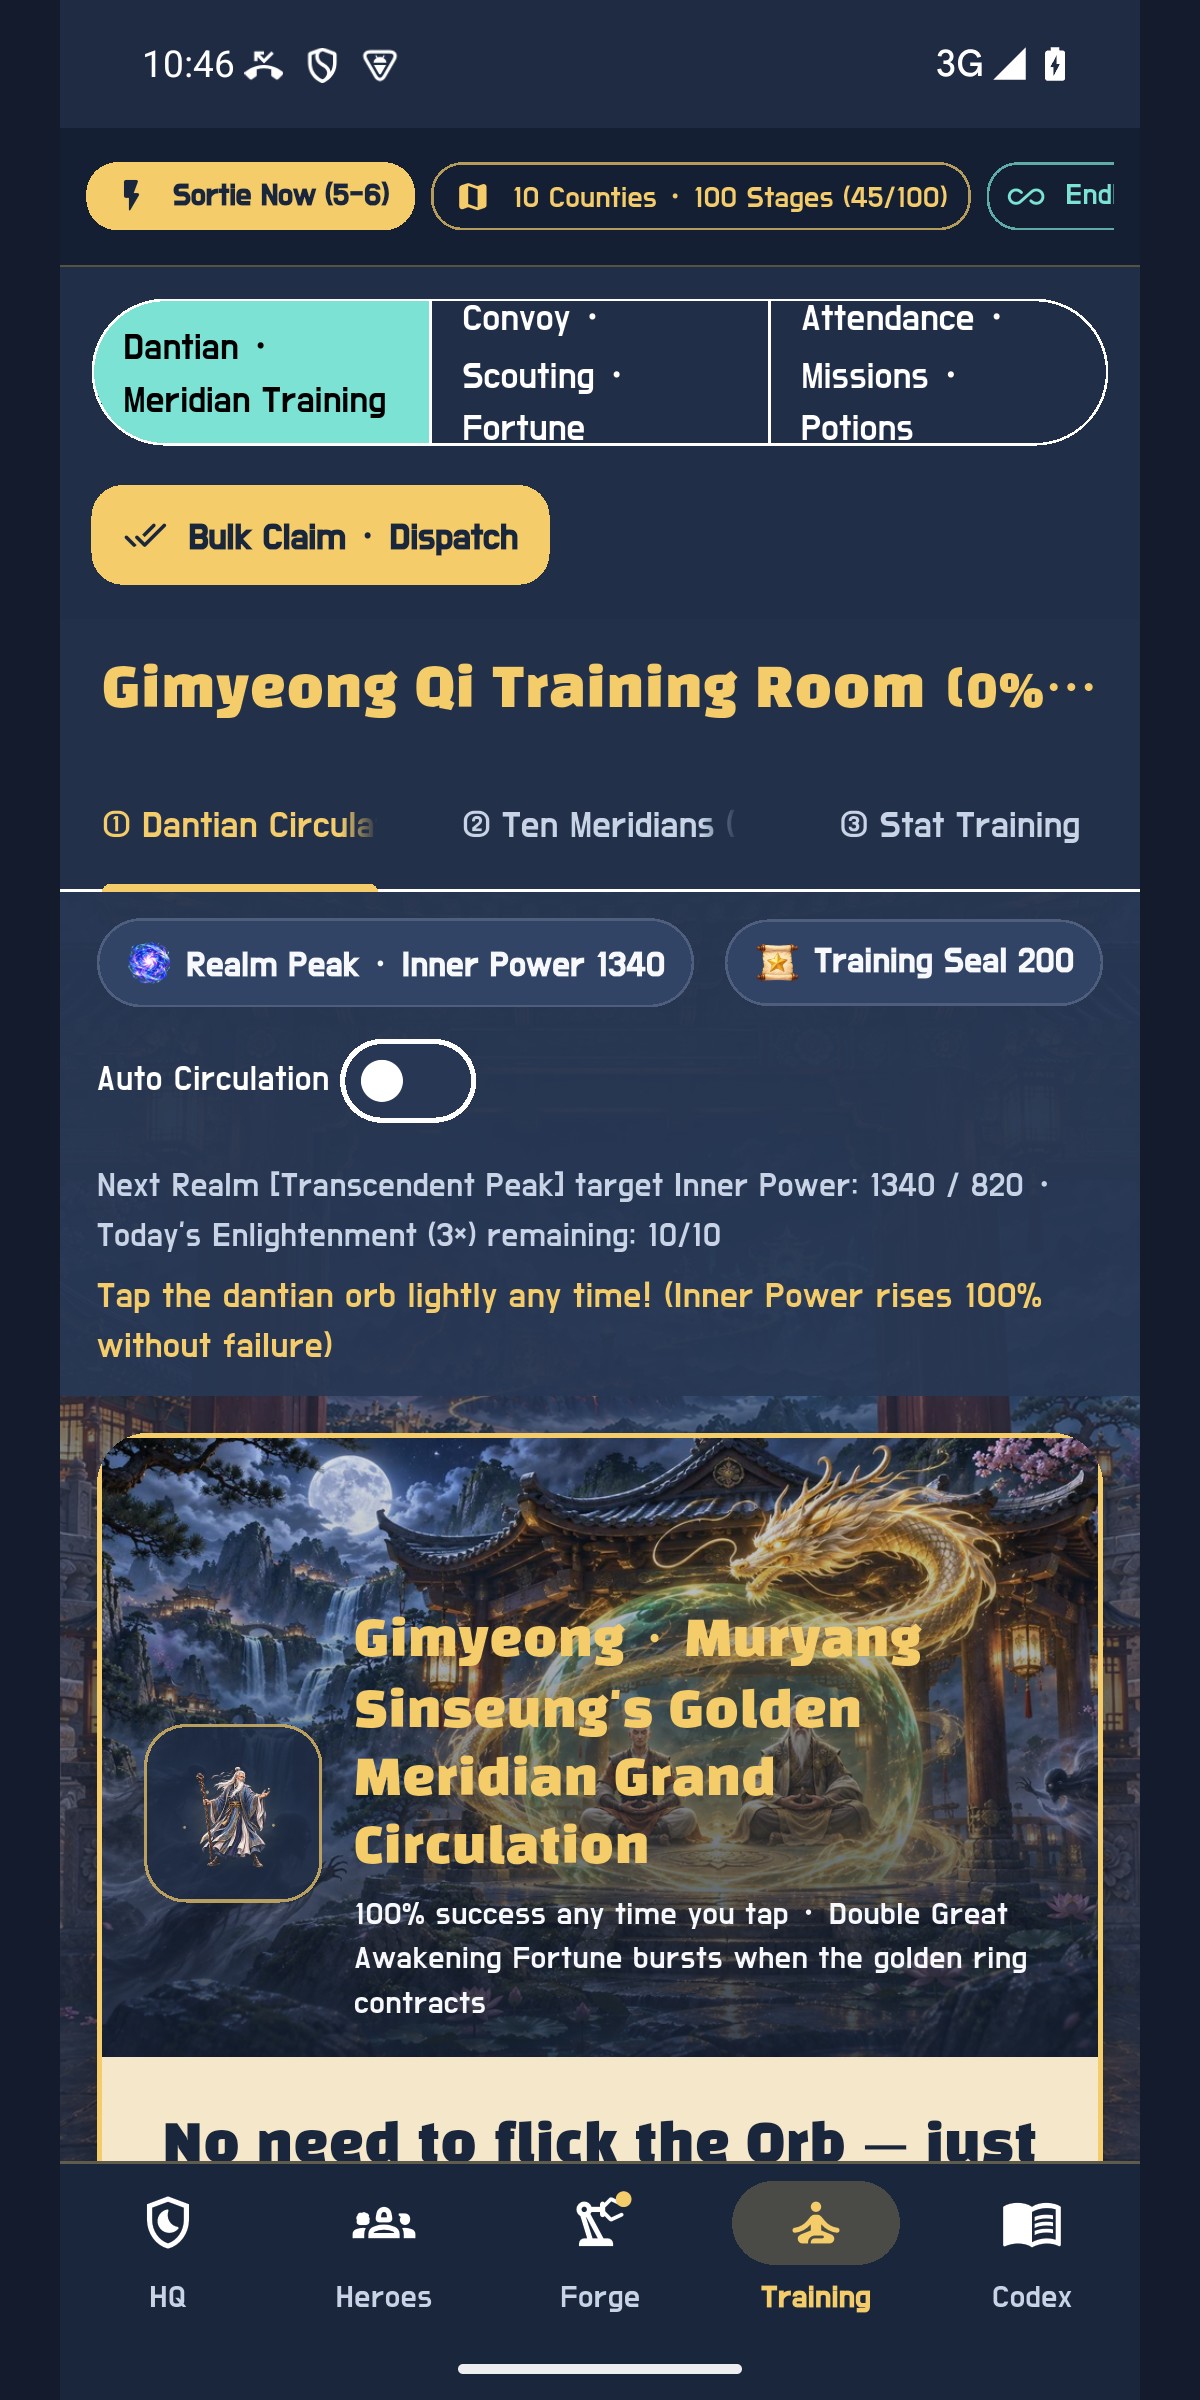 10:46
3G
Sortie Now (5-6)
10 Counties · 100 Stages (45/100)
Dantian ·
Meridian Training
Convoy ·
Scouting ·
Fortune
Attendance ·
Missions ·
Potions
Bulk Claim · Dispatch
Gimyeong Qi Training Room (0%···
① Dantian Circula
② Ten Meridians (
③ Stat Training
Realm Peak · Inner Power 1340
Training Seal 200
Auto Circulation
Next Realm [Transcendent Peak] target Inner Power: 1340 / 820 ·
Today's Enlightenment (3×) remaining: 10/10
Tap the dantian orb lightly any time! (Inner Power rises 100%
without failure)
Gimyeong · Muryang
Sinseung's Golden
Meridian Grand
Circulation
100% success any time you tap · Double Great
Awakening Fortune bursts when the golden ring
contracts
No need to flick the Orb — just
HQ
Heroes
Forge
Training
Codex